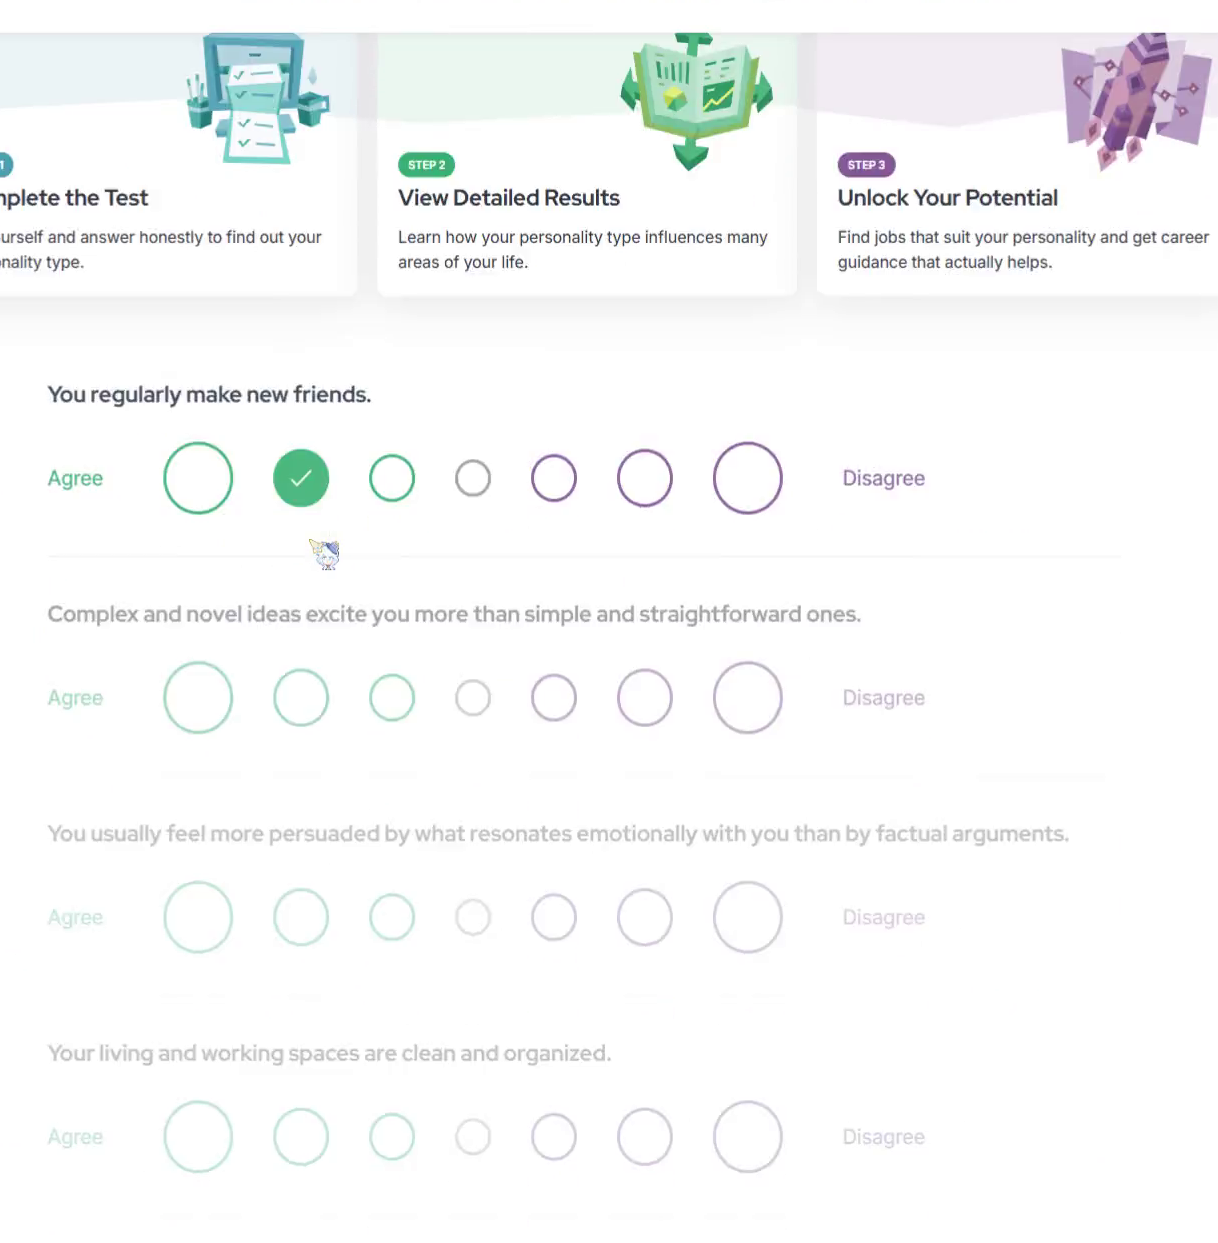 1
mplete the Test
urself and answer honestly to find out your
nality type.
STEP 2
View Detailed Results
Learn how your personality type influences many
areas of your life.
STEP 3
Unlock Your Potential
Find jobs that suit your personality and get career
guidance that actually helps.
You regularly make new friends.
Agree Disagree
Complex and novel ideas excite you more than simple and straightforward ones.
Agree Disagree
You usually feel more persuaded by what resonates emotionally with you than by factual arguments.
Agree Disagree
Your living and working spaces are clean and organized.
Agree Disagree